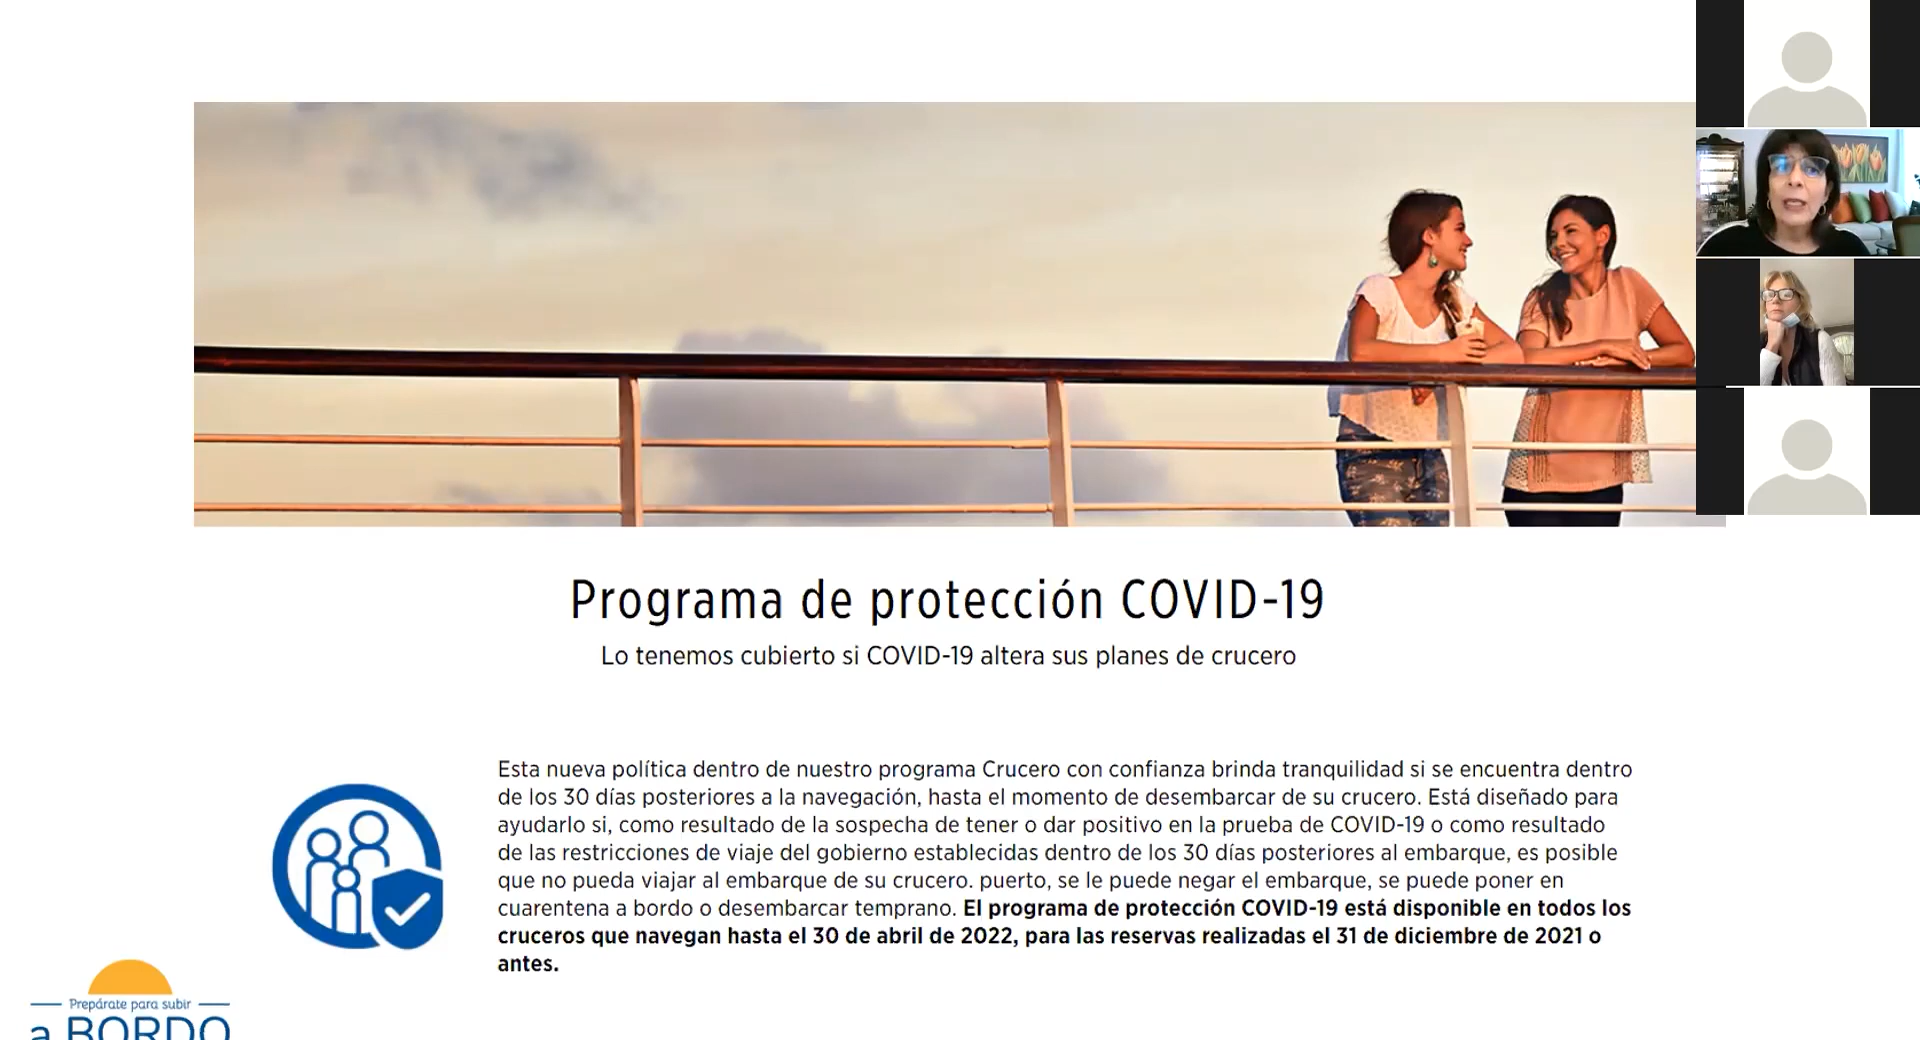 Programa de protección COVID-19
Lo tenemos cubierto si COVID-19 altera sus planes de crucero
Esta nueva política dentro de nuestro programa Crucero con confianza brinda tranquilidad si se encuentra dentro
de los 30 días posteriores a la navegación, hasta el momento de desembarcar de su crucero. Está diseñado para
ayudarlo si, como resultado de la sospecha de tener o dar positivo en la prueba de COVID-19 o como resultado
de las restricciones de viaje del gobierno establecidas dentro de los 30 días posteriores al embarque, es posible
que no pueda viajar al embarque de su crucero. puerto, se le puede negar el embarque, se puede poner en
cuarentena a bordo o desembarcar temprano. El programa de protección COVID-19 está disponible en todos los
cruceros que navegan hasta el 30 de abril de 2022, para las reservas realizadas el 31 de diciembre de 2021 o
antes.
Prepárate para subir
a BORDO